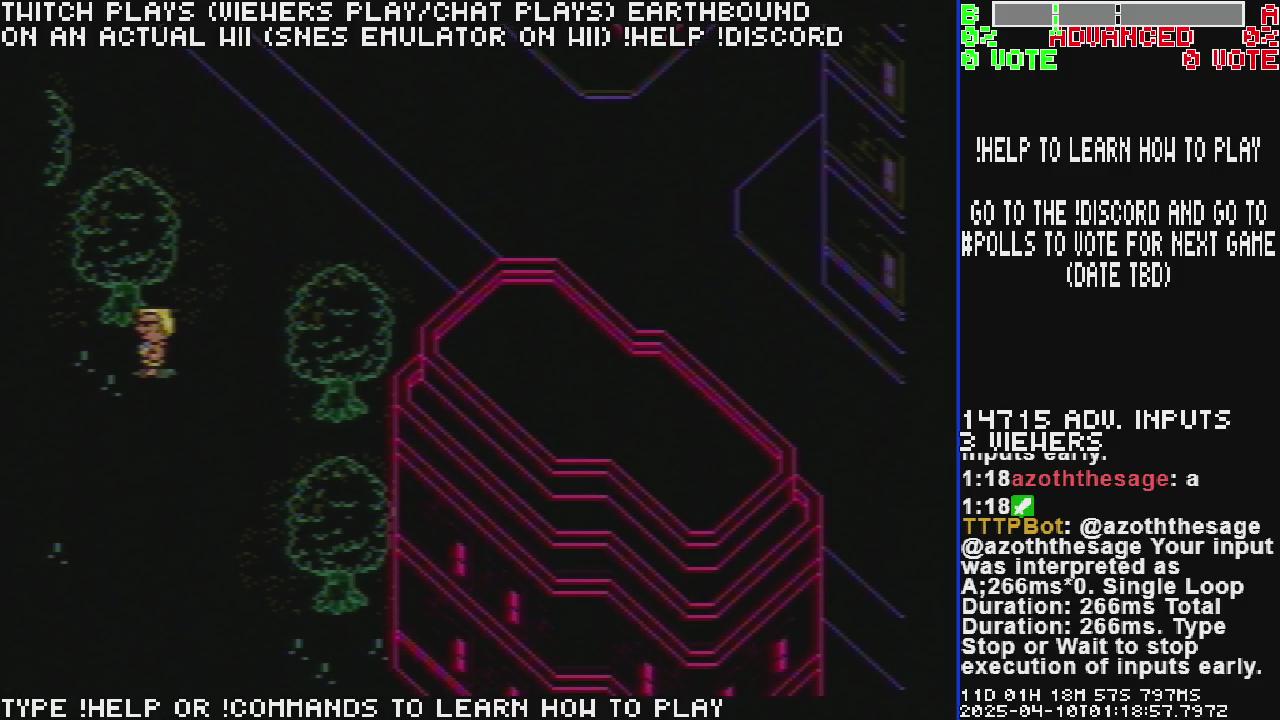 TWITCH PLAYS (VIEWERS PLAY/CHAT PLAYS) EARTHBOUND
ON AN ACTUAL WII (SNES EMULATOR ON WII) !HELP !DISCORD
B A
0% ADVANCED 0%
0 VOTE 0 VOTE
!HELP TO LEARN HOW TO PLAY
GO TO THE !DISCORD AND GO TO
#POLLS TO VOTE FOR NEXT GAME
(DATE TBD)
14715 ADV. INPUTS
3 VIEWERS
inputs early.
1:18azoththesage: a
1:18
TTTPBot: @azoththesage
@azoththesage Your input
was interpreted as
A;266ms*0. Single Loop
Duration: 266ms Total
Duration: 266ms. Type
Stop or Wait to stop
execution of inputs early.
11D 01H 18M 57S 797MS
2025-04-10T01:18:57.797Z
TYPE !HELP OR !COMMANDS TO LEARN HOW TO PLAY